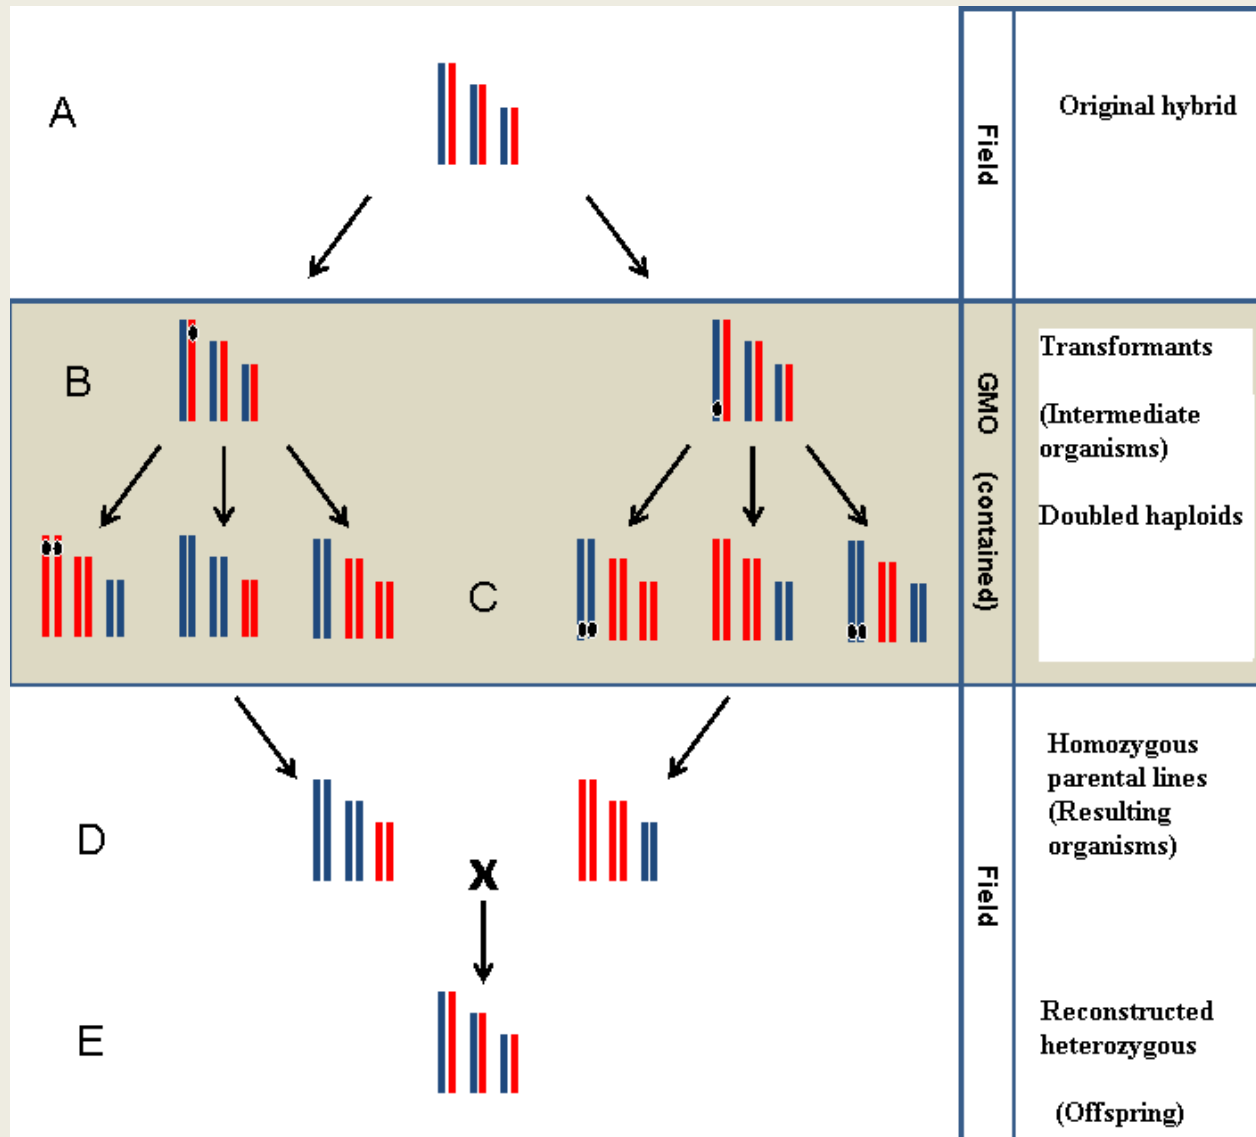 A
Field
Original hybrid
B
C
GMO (contained)
Transformants
(Intermediate
organisms)
Doubled haploids
D
X
E
Field
Homozygous
parental lines
(Resulting
organisms)
Reconstructed
heterozygous
(Offspring)